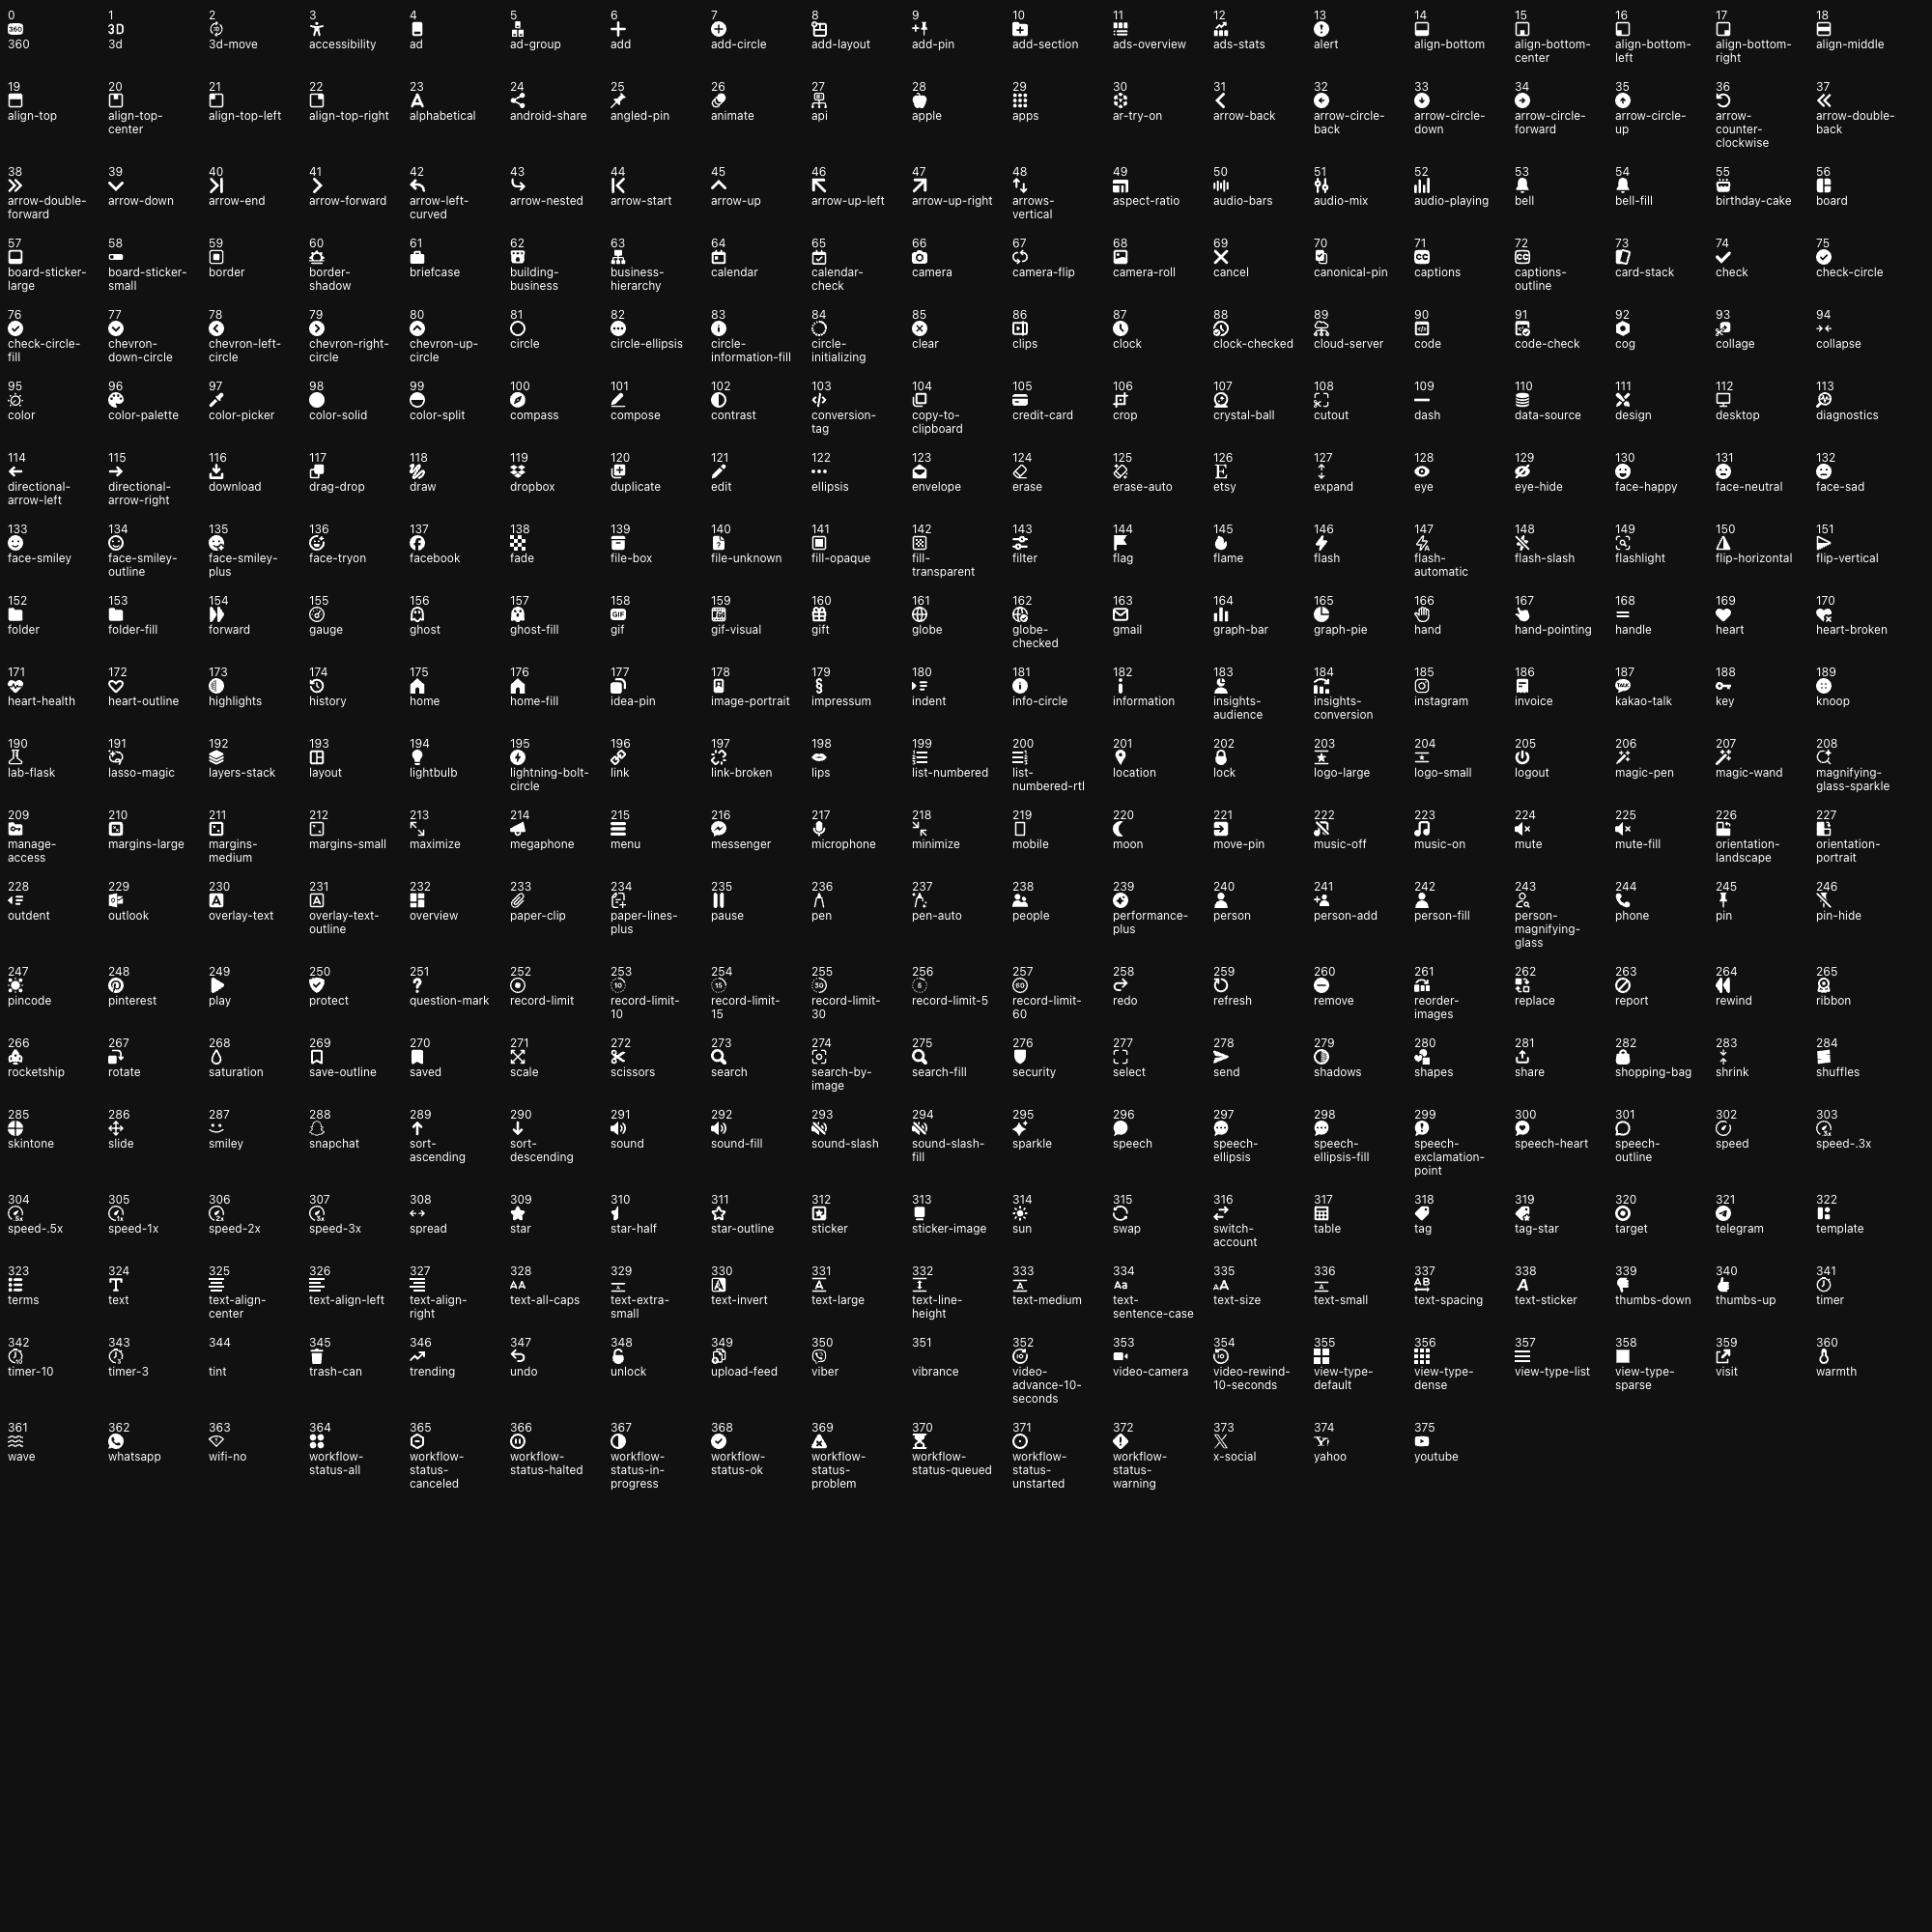 0 1 2 3 4 5 6 7 8 9 10 11 12 13 14 15 16 17 18
360 3d 3d-move accessibility ad ad-group add add-circle add-layout add-pin add-section ads-overview ads-stats alert align-bottom align-bottom- align-bottom- align-bottom- align-middle
center left right
19 20 21 22 23 24 25 26 27 28 29 30 31 32 33 34 35 36 37
align-top align-top- align-top-left align-top-right alphabetical android-share angled-pin animate api apple apps ar-try-on arrow-back arrow-circle- arrow-circle- arrow-circle- arrow-circle- arrow- arrow-double-
center back down forward up counter- back
clockwise
38 39 40 41 42 43 44 45 46 47 48 49 50 51 52 53 54 55 56
arrow-double- arrow-down arrow-end arrow-forward arrow-left- arrow-nested arrow-start arrow-up arrow-up-left arrow-up-right arrows- aspect-ratio audio-bars audio-mix audio-playing bell bell-fill birthday-cake board
forward curved vertical
57 58 59 60 61 62 63 64 65 66 67 68 69 70 71 72 73 74 75
board-sticker- board-sticker- border border- briefcase building- business- calendar calendar- camera camera-flip camera-roll cancel canonical-pin captions captions- card-stack check check-circle
large small shadow business hierarchy check outline
76 77 78 79 80 81 82 83 84 85 86 87 88 89 90 91 92 93 94
check-circle- chevron- chevron-left- chevron-right- chevron-up- circle circle-ellipsis circle- circle- clear clips clock clock-checked cloud-server code code-check cog collage collapse
fill down-circle circle circle circle information-fill initializing
95 96 97 98 99 100 101 102 103 104 105 106 107 108 109 110 111 112 113
color color-palette color-picker color-solid color-split compass compose contrast conversion- copy-to- credit-card crop crystal-ball cutout dash data-source design desktop diagnostics
tag clipboard
114 115 116 117 118 119 120 121 122 123 124 125 126 127 128 129 130 131 132
directional- directional- download drag-drop draw dropbox duplicate edit ellipsis envelope erase erase-auto etsy expand eye eye-hide face-happy face-neutral face-sad
arrow-left arrow-right
133 134 135 136 137 138 139 140 141 142 143 144 145 146 147 148 149 150 151
face-smiley face-smiley- face-smiley- face-tryon facebook fade file-box file-unknown fill-opaque fill- filter flag flame flash flash- flash-slash flashlight flip-horizontal flip-vertical
outline plus transparent automatic
152 153 154 155 156 157 158 159 160 161 162 163 164 165 166 167 168 169 170
folder folder-fill forward gauge ghost ghost-fill gif gif-visual gift globe globe- gmail graph-bar graph-pie hand hand-pointing handle heart heart-broken
checked
171 172 173 174 175 176 177 178 179 180 181 182 183 184 185 186 187 188 189
heart-health heart-outline highlights history home home-fill idea-pin image-portrait impressum indent info-circle information insights- insights- instagram invoice kakao-talk key knoop
audience conversion
190 191 192 193 194 195 196 197 198 199 200 201 202 203 204 205 206 207 208
lab-flask lasso-magic layers-stack layout lightbulb lightning-bolt- link link-broken lips list-numbered list- location lock logo-large logo-small logout magic-pen magic-wand magnifying-
circle numbered-rtl glass-sparkle
209 210 211 212 213 214 215 216 217 218 219 220 221 222 223 224 225 226 227
manage- margins-large margins- margins-small maximize megaphone menu messenger microphone minimize mobile moon move-pin music-off music-on mute mute-fill orientation- orientation-
access medium landscape portrait
228 229 230 231 232 233 234 235 236 237 238 239 240 241 242 243 244 245 246
outdent outlook overlay-text overlay-text- overview paper-clip paper-lines- pause pen pen-auto people performance- person person-add person-fill person- phone pin pin-hide
outline plus plus magnifying-
glass
247 248 249 250 251 252 253 254 255 256 257 258 259 260 261 262 263 264 265
pincode pinterest play protect question-mark record-limit record-limit- record-limit- record-limit- record-limit-5 record-limit- redo refresh remove reorder- replace report rewind ribbon
10 15 30 60 images
266 267 268 269 270 271 272 273 274 275 276 277 278 279 280 281 282 283 284
rocketship rotate saturation save-outline saved scale scissors search search-by- search-fill security select send shadows shapes share shopping-bag shrink shuffles
image
285 286 287 288 289 290 291 292 293 294 295 296 297 298 299 300 301 302 303
skintone slide smiley snapchat sort- sort- sound sound-fill sound-slash sound-slash- sparkle speech speech- speech- speech- speech-heart speech- speed speed-.3x
ascending descending fill ellipsis ellipsis-fill exclamation- outline
point
304 305 306 307 308 309 310 311 312 313 314 315 316 317 318 319 320 321 322
speed-.5x speed-1x speed-2x speed-3x spread star star-half star-outline sticker sticker-image sun swap switch- table tag tag-star target telegram template
account
323 324 325 326 327 328 329 330 331 332 333 334 335 336 337 338 339 340 341
terms text text-align- text-align-left text-align- text-all-caps text-extra- text-invert text-large text-line- text-medium text- text-size text-small text-spacing text-sticker thumbs-down thumbs-up timer
center right small height sentence-case
342 343 344 345 346 347 348 349 350 351 352 353 354 355 356 357 358 359 360
timer-10 timer-3 tint trash-can trending undo unlock upload-feed viber vibrance video- video-camera video-rewind- view-type- view-type- view-type-list view-type- visit warmth
advance-10- 10-seconds default dense sparse
seconds
361 362 363 364 365 366 367 368 369 370 371 372 373 374 375
wave whatsapp wifi-no workflow- workflow- workflow- workflow- workflow- workflow- workflow- workflow- workflow- x-social yahoo youtube
status-all status- status-halted status-in- status-ok status- status-queued status- status-
canceled progress problem unstarted warning